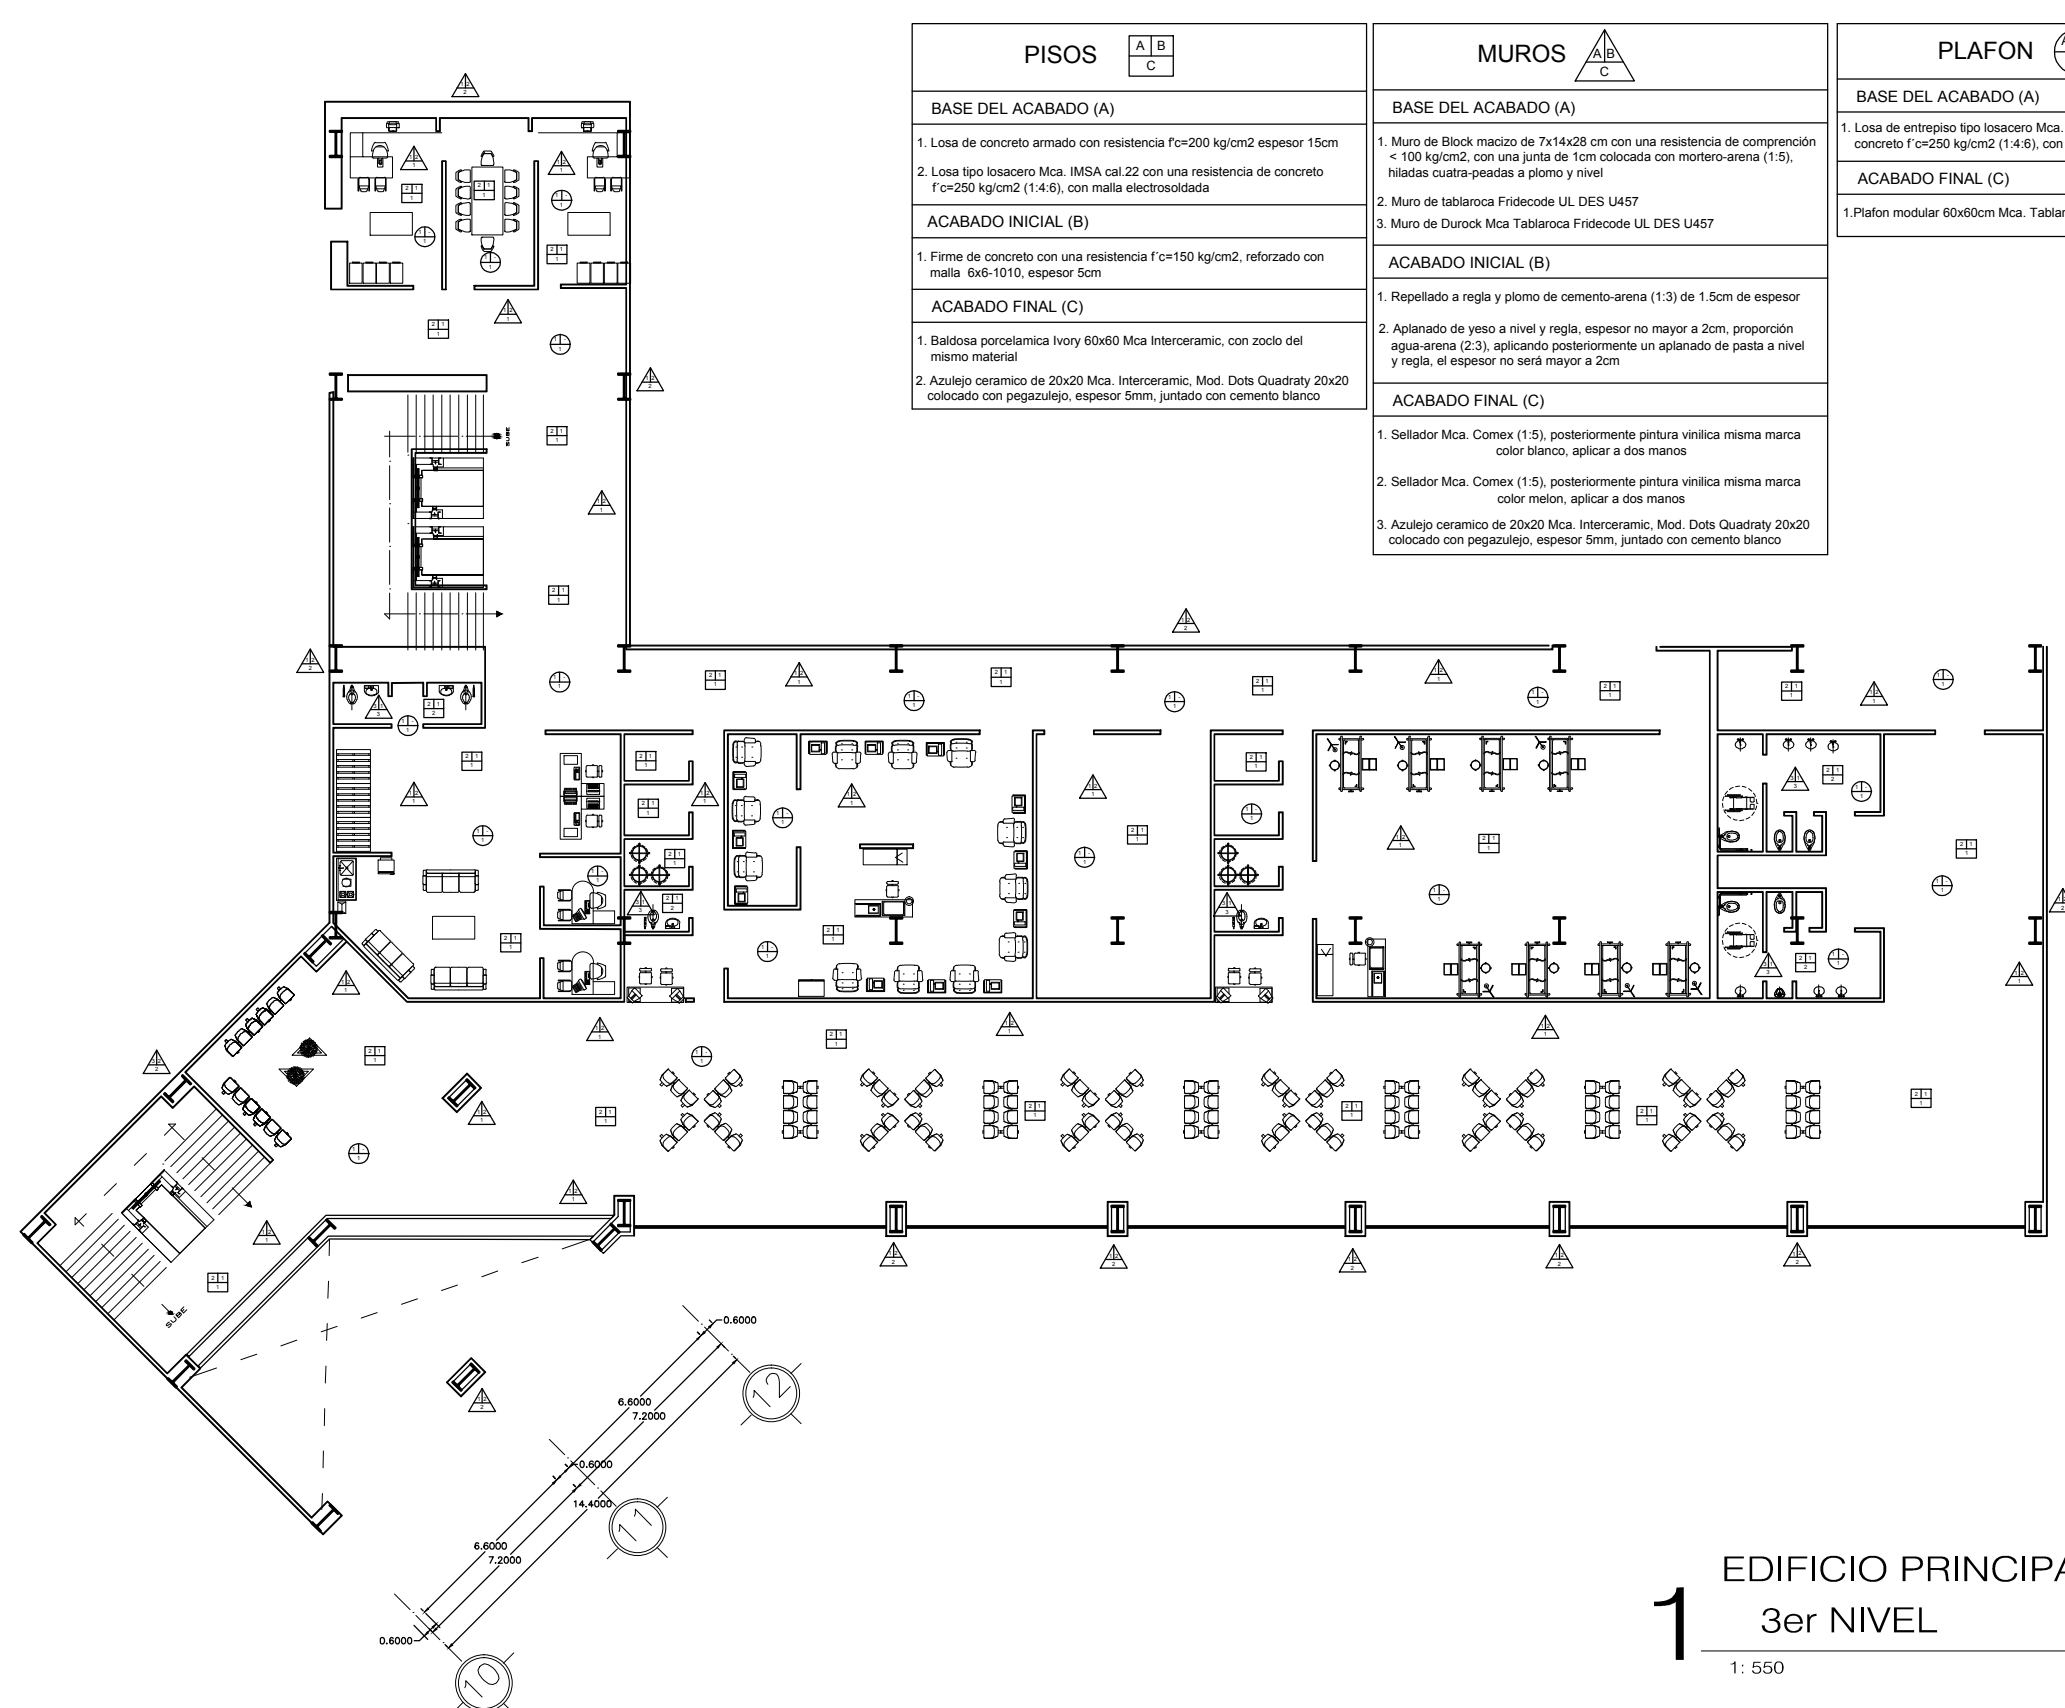 PISOS
A B
C
BASE DEL ACABADO (A)
1. Losa de concreto armado con resistencia f'c=200 kg/cm2 espesor 15cm
2. Losa tipo losacero Mca. IMSA cal.22 con una resistencia de concreto
f´c=250 kg/cm2 (1:4:6), con malla electrosoldada
ACABADO INICIAL (B)
1. Firme de concreto con una resistencia f´c=150 kg/cm2, reforzado con
malla 6x6-1010, espesor 5cm
ACABADO FINAL (C)
1. Baldosa porcelamica Ivory 60x60 Mca Interceramic, con zoclo del
mismo material
2. Azulejo ceramico de 20x20 Mca. Interceramic, Mod. Dots Quadraty 20x20
colocado con pegazulejo, espesor 5mm, juntado con cemento blanco
MUROS
A B
C
BASE DEL ACABADO (A)
1. Muro de Block macizo de 7x14x28 cm con una resistencia de comprención
< 100 kg/cm2, con una junta de 1cm colocada con mortero-arena (1:5),
hiladas cuatra-peadas a plomo y nivel
2. Muro de tablaroca Fridecode UL DES U457
3. Muro de Durock Mca Tablaroca Fridecode UL DES U457
ACABADO INICIAL (B)
1. Repellado a regla y plomo de cemento-arena (1:3) de 1.5cm de espesor
2. Aplanado de yeso a nivel y regla, espesor no mayor a 2cm, proporción
agua-arena (2:3), aplicando posteriormente un aplanado de pasta a nivel
y regla, el espesor no será mayor a 2cm
ACABADO FINAL (C)
1. Sellador Mca. Comex (1:5), posteriormente pintura vinilica misma marca
color blanco, aplicar a dos manos
2. Sellador Mca. Comex (1:5), posteriormente pintura vinilica misma marca
color melon, aplicar a dos manos
3. Azulejo ceramico de 20x20 Mca. Interceramic, Mod. Dots Quadraty 20x20
colocado con pegazulejo, espesor 5mm, juntado con cemento blanco
PLAFON
BASE DEL ACABADO (A)
1. Losa de entrepiso tipo losacero Mca.
concreto f´c=250 kg/cm2 (1:4:6), con
ACABADO FINAL (C)
1.Plafon modular 60x60cm Mca.
SUBE
SUBE
0.6000
12
6.6000
7.2000
0.6000
14.4000
11
6.6000
7.2000
0.6000
10
1
EDIFICIO
3er NIVEL
1: 550